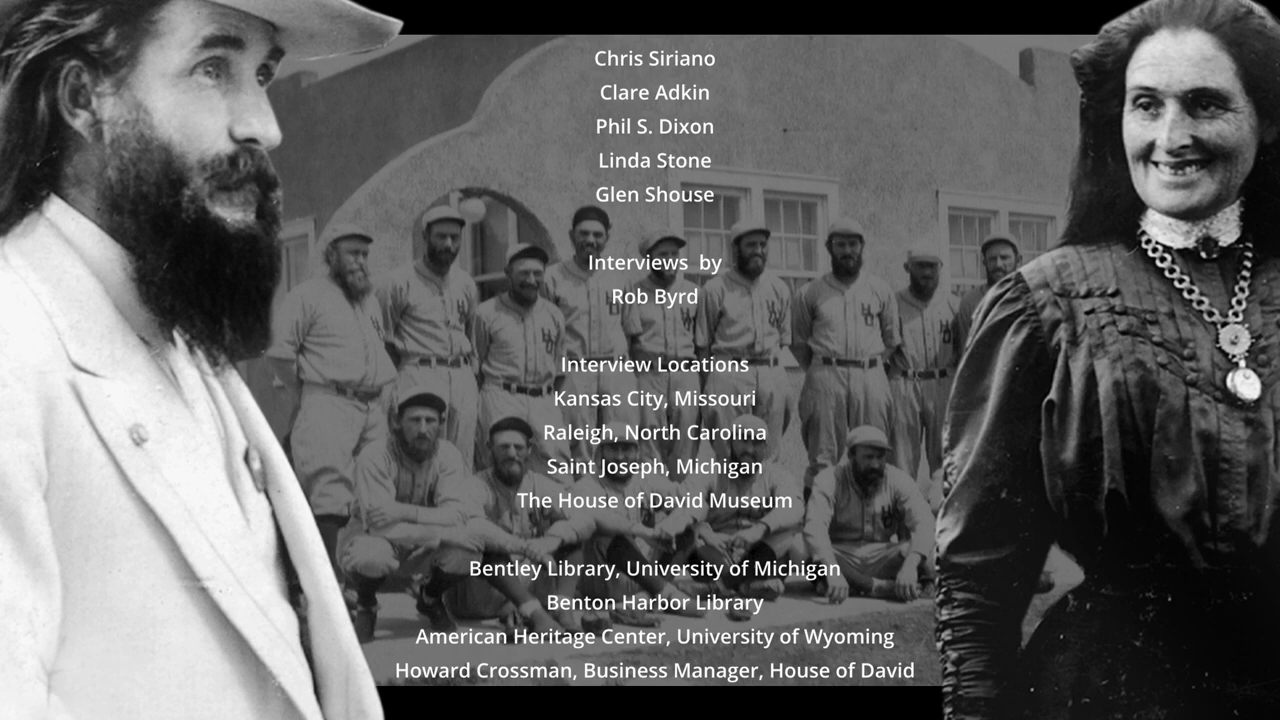 Chris Siriano
Clare Adkin
Phil S. Dixon
Linda Stone
Glen Shouse
Interviews by
Rob Byrd
Interview Locations
Kansas City, Missouri
Raleigh, North Carolina
Saint Joseph, Michigan
The House of David Museum
Bentley Library, University of Michigan
Benton Harbor Library
American Heritage Center, University of Wyoming
Howard Crossman, Business Manager, House of David